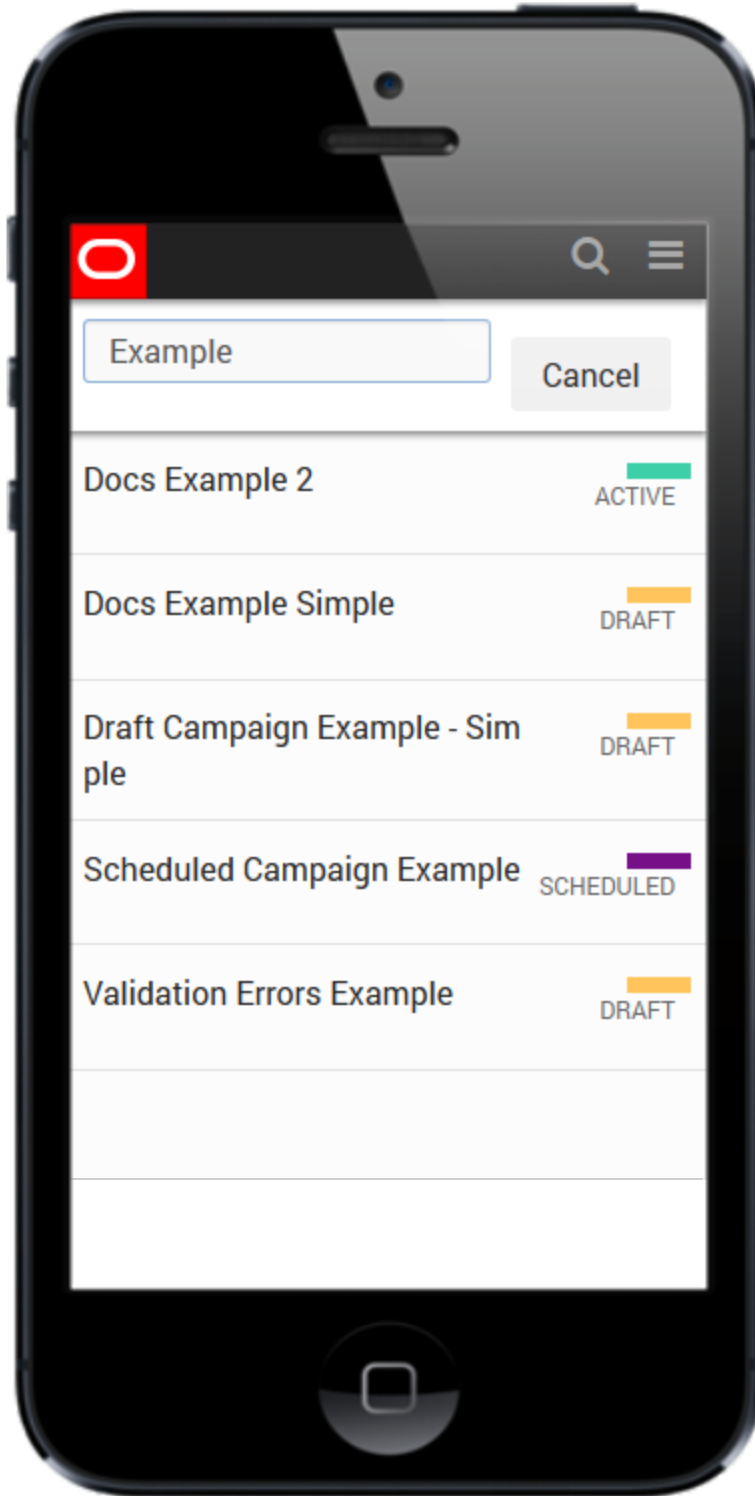 Example
Cancel
Docs Example 2
ACTIVE
Docs Example Simple
DRAFT
Draft Campaign Example - Sim
ple
DRAFT
Scheduled Campaign Example
SCHEDULED
Validation Errors Example
DRAFT